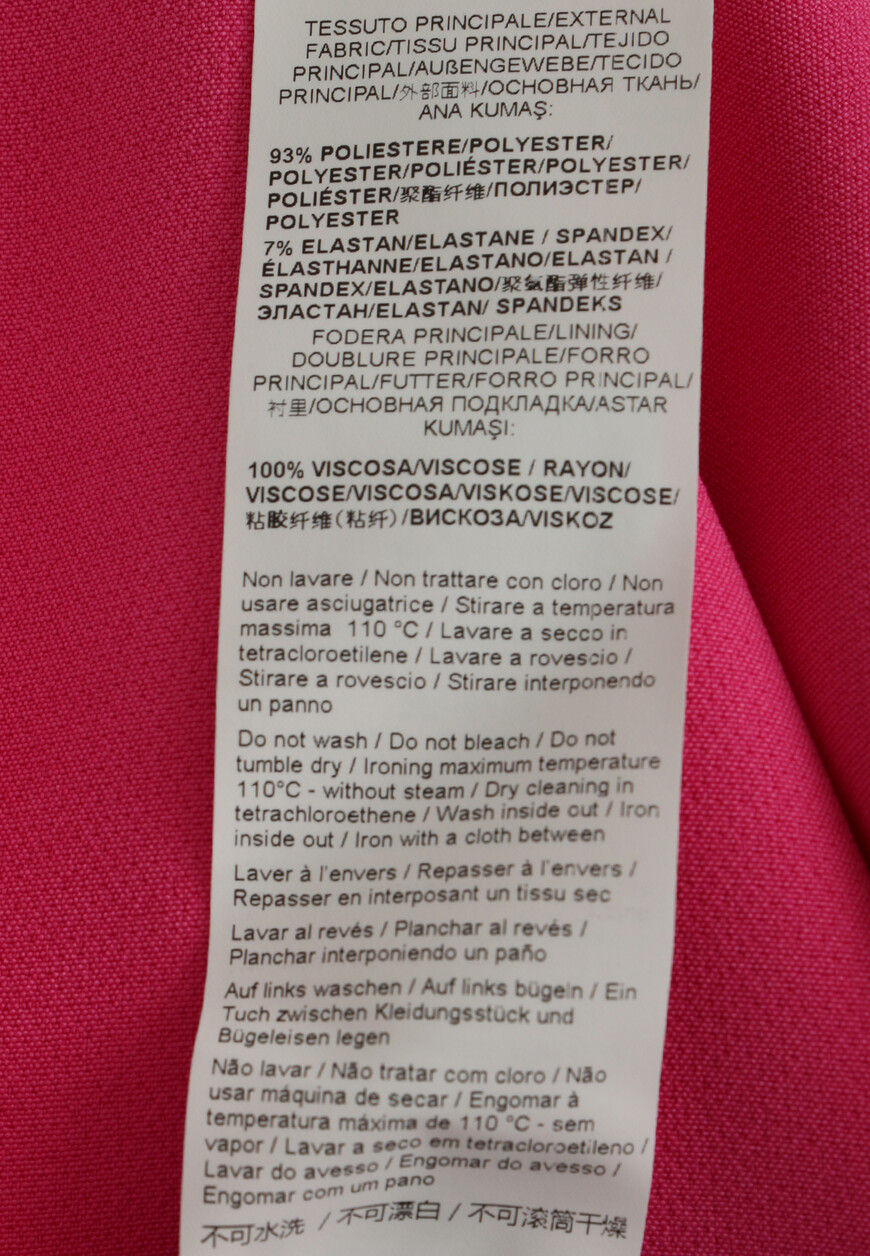 TESSUTO PRINCIPALE/EXTERNAL
FABRIC/TISSU PRINCIPAL/TEJIDO
PRINCIPAL/AUßENGEWEBE/TECIDO
PRINCIPAL/外部面料/ОСНОВНАЯ ТКАНЬ/
ANA KUMAŞ:
93% POLIESTERE/POLYESTER/
POLYESTER/POLIÉSTER/POLYESTER/
POLIÉSTER/聚酯纤维/ПОЛИЭСТЕР/
POLYESTER
7% ELASTAN/ELASTANE / SPANDEX/
ÉLASTHANNE/ELASTANO/ELASTAN /
SPANDEX/ELASTANO/聚氨酯弹性纤维/
ЭЛАСТАН/ELASTAN/ SPANDEKS
FODERA PRINCIPALE/LINING/
DOUBLURE PRINCIPALE/FORRO
PRINCIPAL/FUTTER/FORRO PRINCIPAL/
衬里/ОСНОВНАЯ ПОДКЛАДКА/ASTAR
KUMAŞI:
100% VISCOSA/VISCOSE / RAYON/
VISCOSE/VISCOSA/VISKOSE/VISCOSE/
粘胶纤维(粘纤)/ВИСКОЗА/VISKOZ
Non lavare / Non trattare con cloro / Non
usare asciugatrice / Stirare a temperatura
massima 110 °C / Lavare a secco in
tetracloroetilene / Lavare a rovescio /
Stirare a rovescio / Stirare interponendo
un panno
Do not wash / Do not bleach / Do not
tumble dry / Ironing maximum temperature
110°C - without steam / Dry cleaning in
tetrachloroethene / Wash inside out / Iron
inside out / Iron with a cloth between
Laver à l'envers / Repasser à l'envers /
Repasser en interposant un tissu sec
Lavar al revés / Planchar al revés /
Planchar interponiendo un paño
Auf links waschen / Auf links bügeln / Ein
Tuch zwischen Kleidungsstück und
Bügeleisen legen
Não lavar / Não tratar com cloro / Não
usar máquina de secar / Engomar à
temperatura máxima de 110 °C - sem
vapor / Lavar a seco em tetracloroetileno /
Lavar do avesso / Engomar do avesso /
Engomar com um pano
不可水洗 / 不可漂白 / 不可滚筒干燥